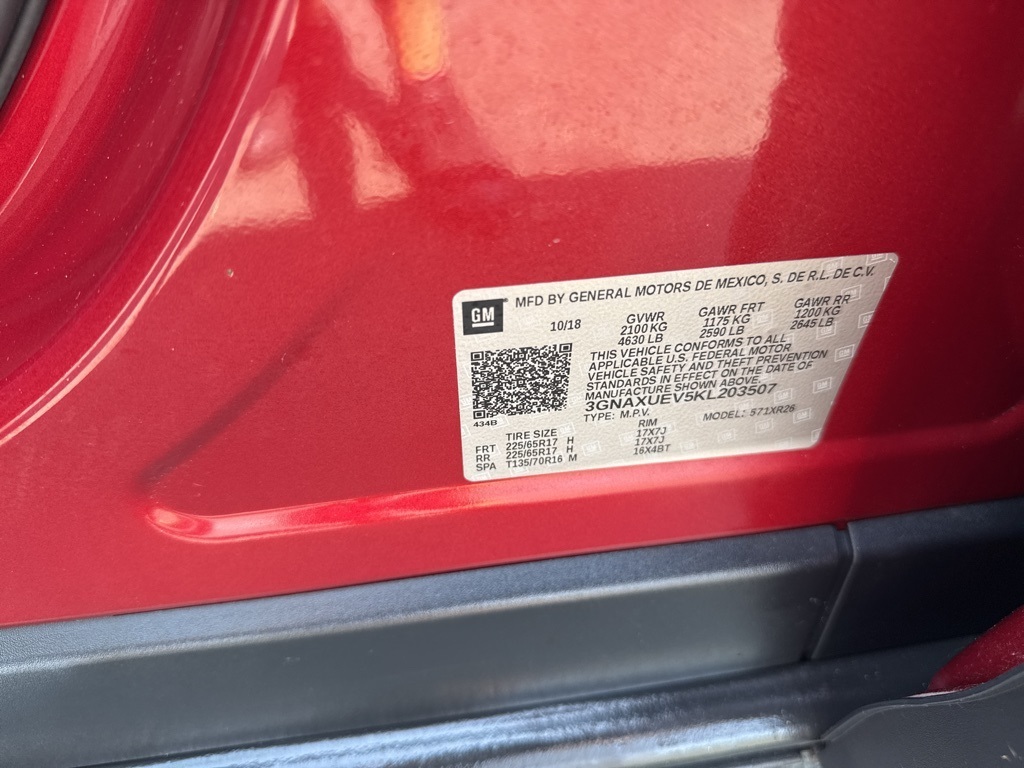 GM MFD BY GENERAL MOTORS DE MEXICO, S. DE R.L. DE C.V.
10/18 GVWR GAWR FRT GAWR RR
2100 KG 1175 KG 1200 KG
4630 LB 2590 LB 2645 LB
THIS VEHICLE CONFORMS TO ALL
APPLICABLE U.S. FEDERAL MOTOR
VEHICLE SAFETY AND THEFT PREVENTION
STANDARDS IN EFFECT ON THE DATE OF
MANUFACTURE SHOWN ABOVE.
3GNAXUEV5KL203507
434B TYPE: M.P.V. MODEL: 571XR26
TIRE SIZE RIM
FRT 225/65R17 H 17X7J
RR 225/65R17 H 17X7J
SPA T135/70R16 M 16X4BT